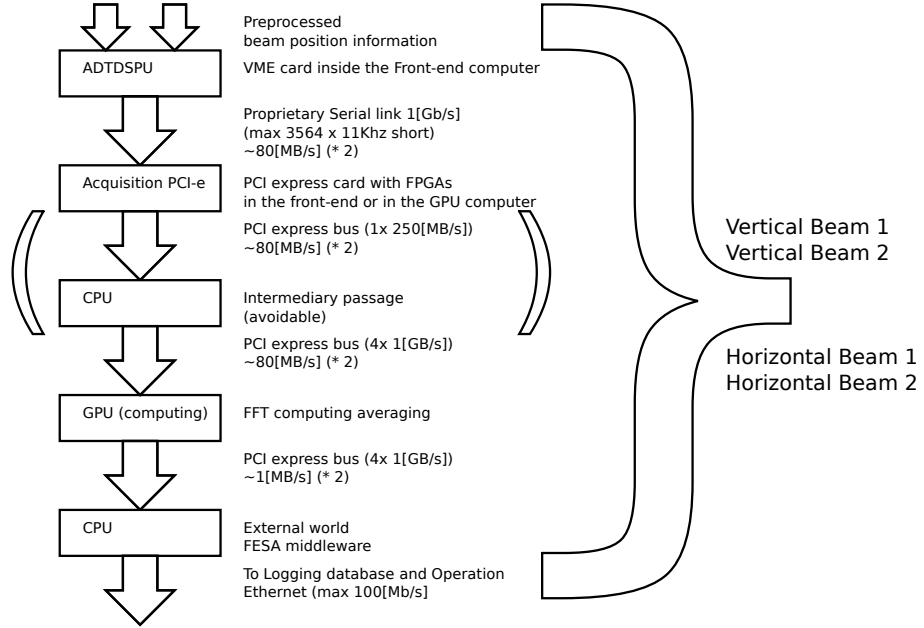 Preprocessed
beam position information
ADTDSPU
VME card inside the Front-end computer
Proprietary Serial link 1[Gb/s]
(max 3564 x 11Khz short)
~80[MB/s] (* 2)
Acquisition PCI-e
PCI express card with FPGAs
in the front-end or in the GPU computer
PCI express bus (1x 250[MB/s])
~80[MB/s] (* 2)
CPU
Intermediary passage
(avoidable)
PCI express bus (4x 1[GB/s])
~80[MB/s] (* 2)
GPU (computing)
FFT computing averaging
PCI express bus (4x 1[GB/s])
~1[MB/s] (* 2)
CPU
External world
FESA middleware
To Logging database and Operation
Ethernet (max 100[Mb/s]
Vertical Beam 1
Vertical Beam 2
Horizontal Beam 1
Horizontal Beam 2